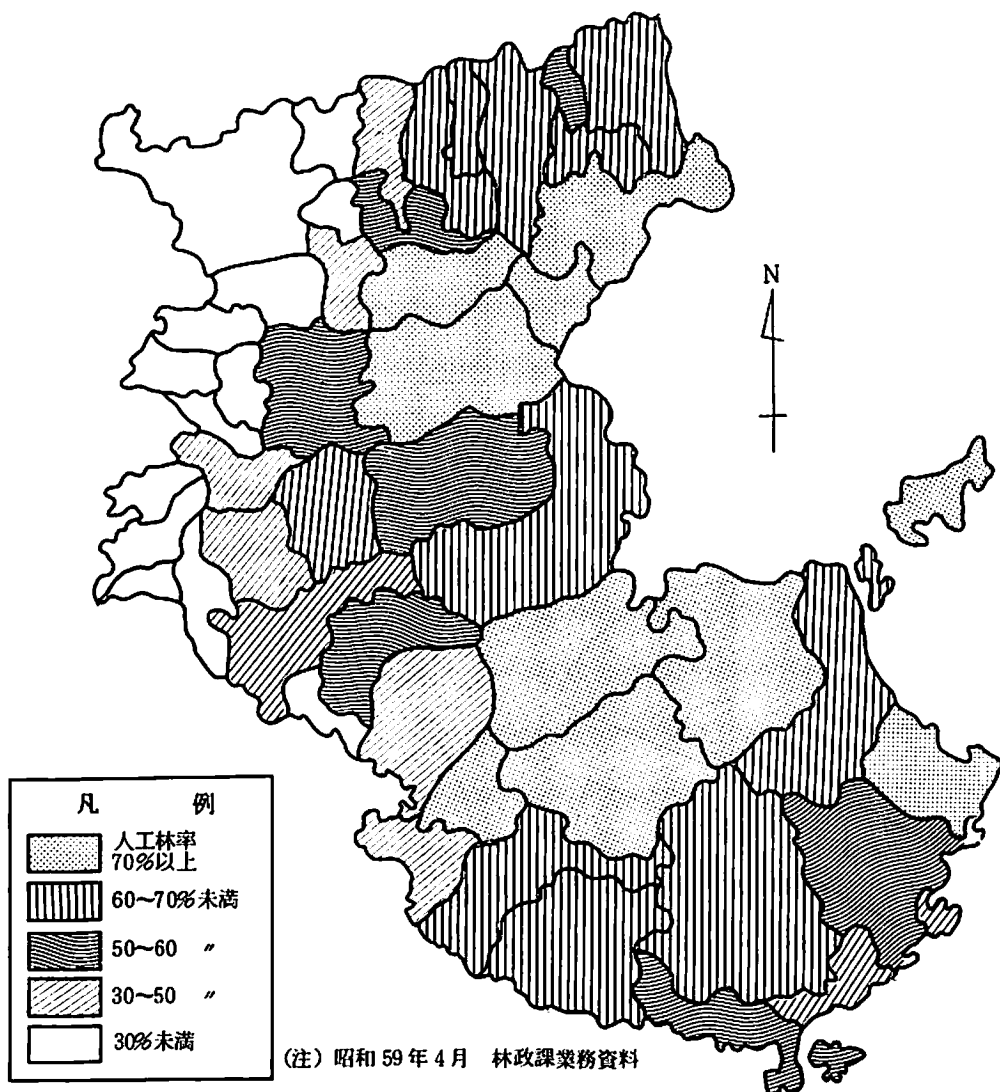 N
凡 例
人工林率
70%以上
60〜70%未満
50〜60 〃
30〜50 〃
30%未満
(注) 昭和59年4月 林政課業務資料